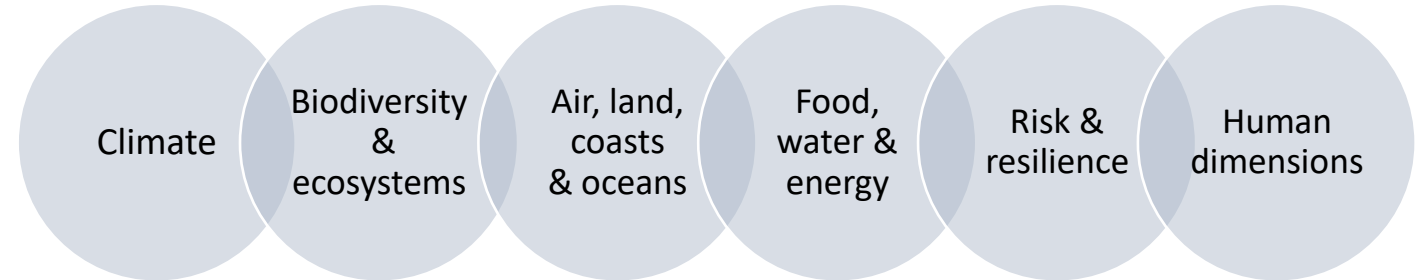 Climate
Biodiversity
&
ecosystems
Air, land,
coasts
& oceans
Food,
water &
energy
Risk &
resilience
Human
dimensions